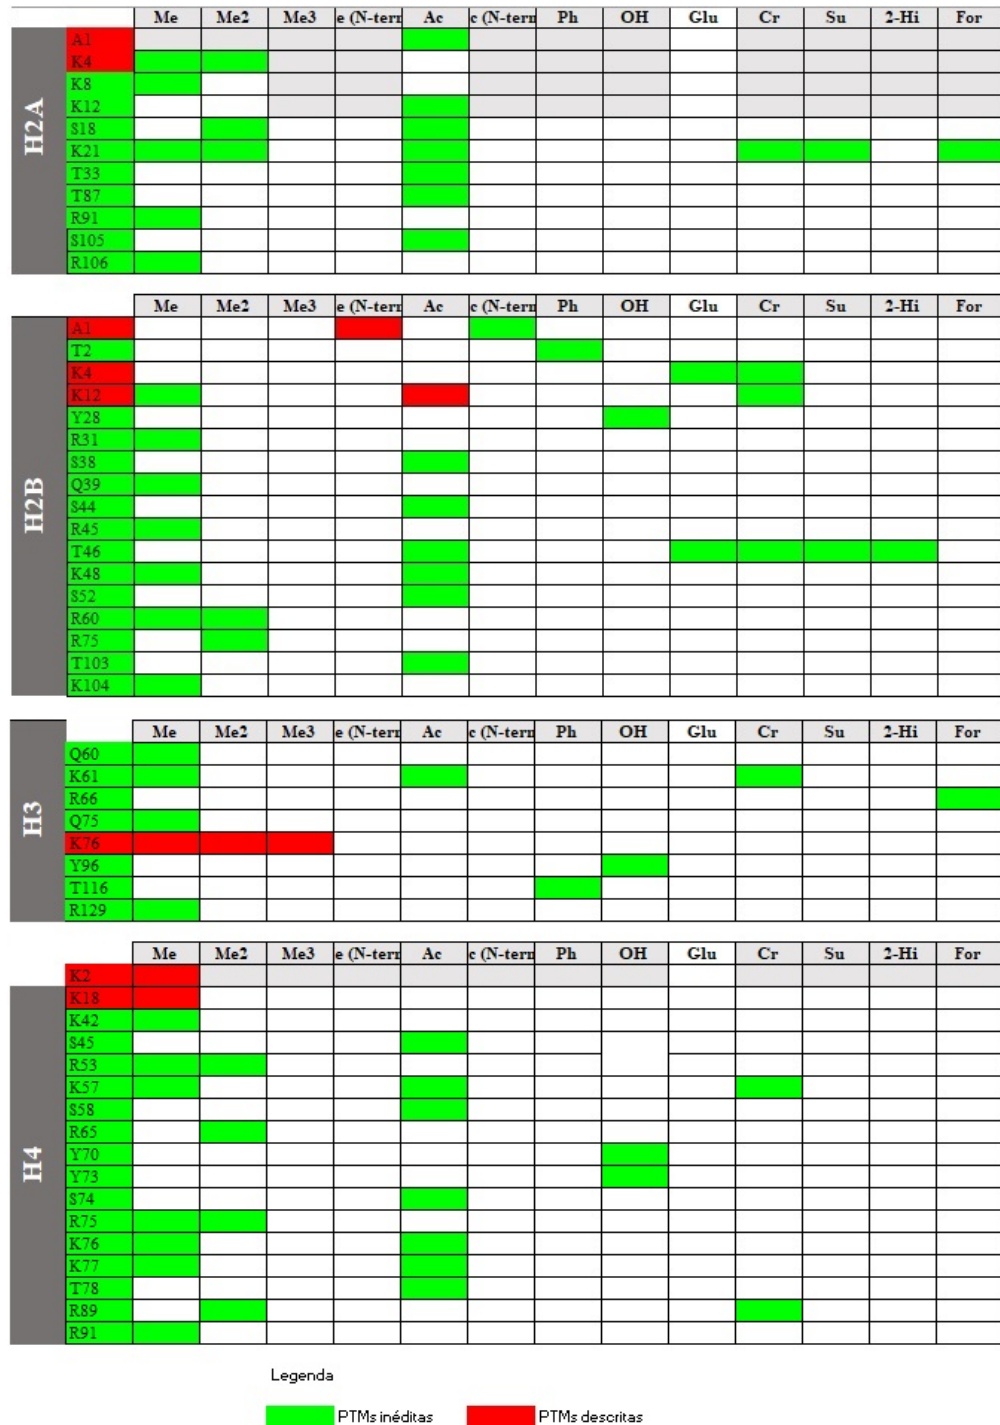 Me Me2 Me3 e (N-tern Ac c (N-tern Ph OH Glu Cr Su 2-Hi For
H2A
A1
K4
K8
K12
S18
K21
T33
T87
R91
S105
R106
Me Me2 Me3 e (N-tern Ac c (N-tern Ph OH Glu Cr Su 2-Hi For
H2B
A1
T2
K4
K12
Y28
R31
S38
Q39
S44
R45
T46
K48
S52
R60
R75
T103
K104
Me Me2 Me3 e (N-tern Ac c (N-tern Ph OH Glu Cr Su 2-Hi For
H3
Q60
K61
R66
Q75
K76
Y96
T116
R129
Me Me2 Me3 e (N-tern Ac c (N-tern Ph OH Glu Cr Su 2-Hi For
H4
K2
K18
K42
S45
R53
K57
S58
R65
Y70
Y73
S74
R75
K76
K77
T78
R89
R91
Legenda
PTMs inéditas PTMs descritas